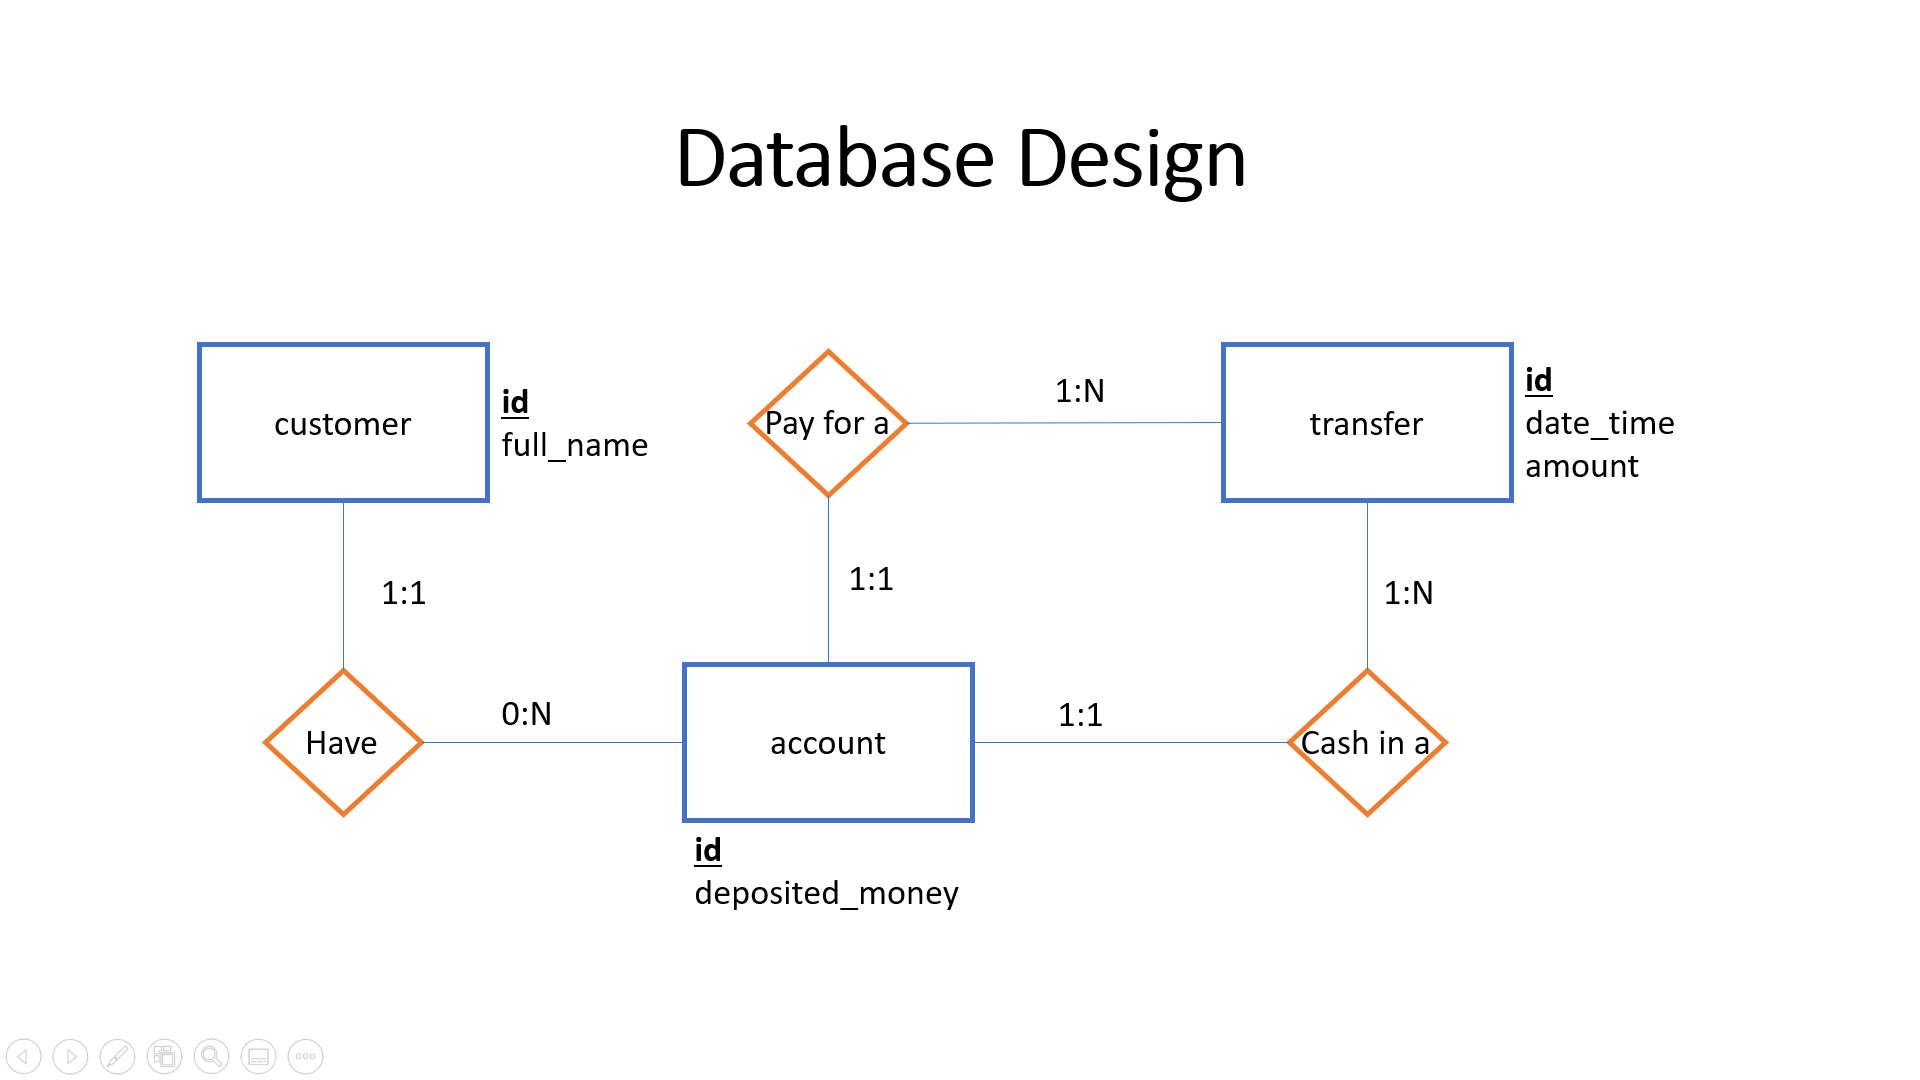 Database Design
customer
id
full_name
Pay for a
1:N
transfer
id
date_time
amount
1:1
1:1
1:N
Have
0:N
account
1:1
Cash in a
id
deposited_money